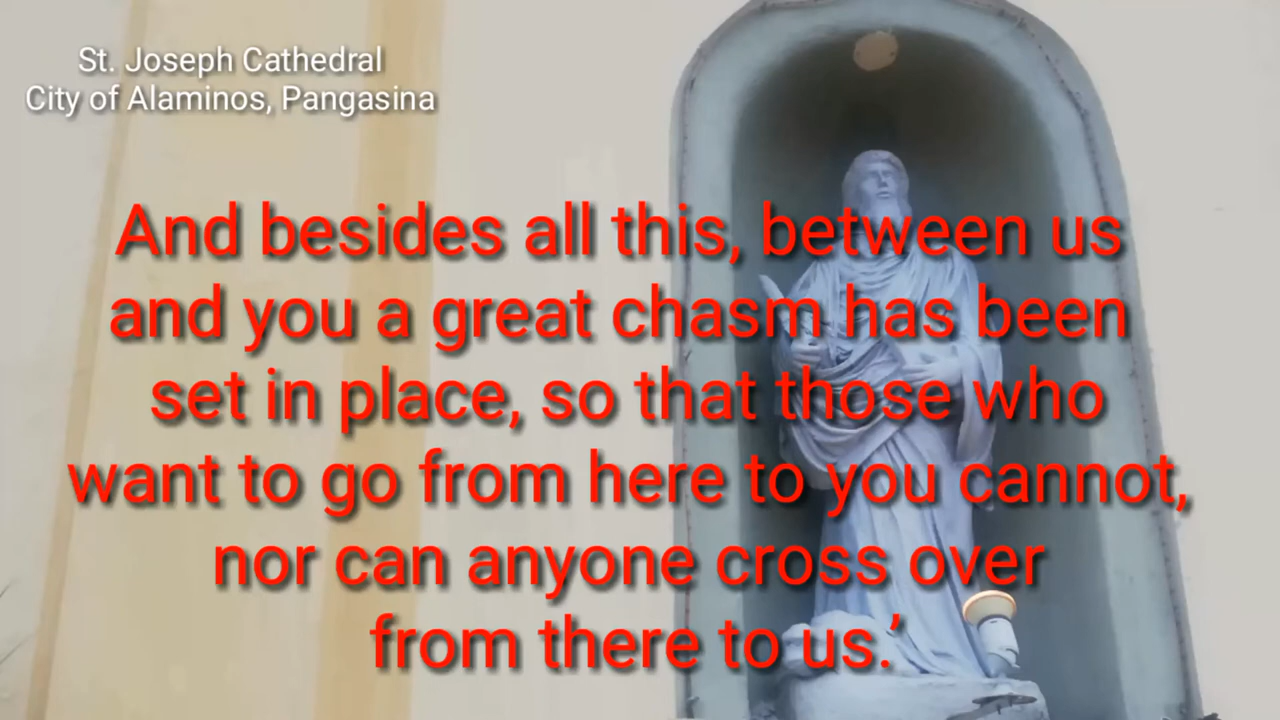 St. Joseph Cathedral
City of Alaminos, Pangasina
And besides all this, between us
and you a great chasm has been
set in place, so that those who
want to go from here to you cannot,
nor can anyone cross over
from there to us.’